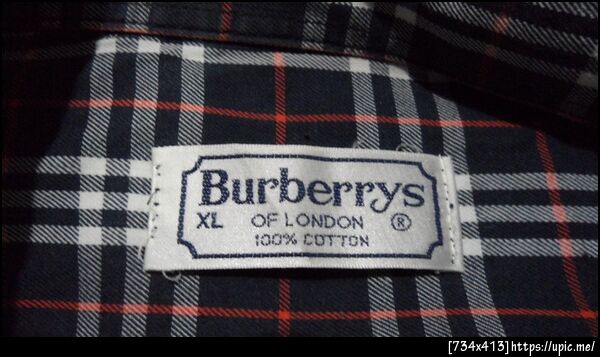 Burberrys
XL OF LONDON ®
100% COTTON
[734x413]https://upic.me/